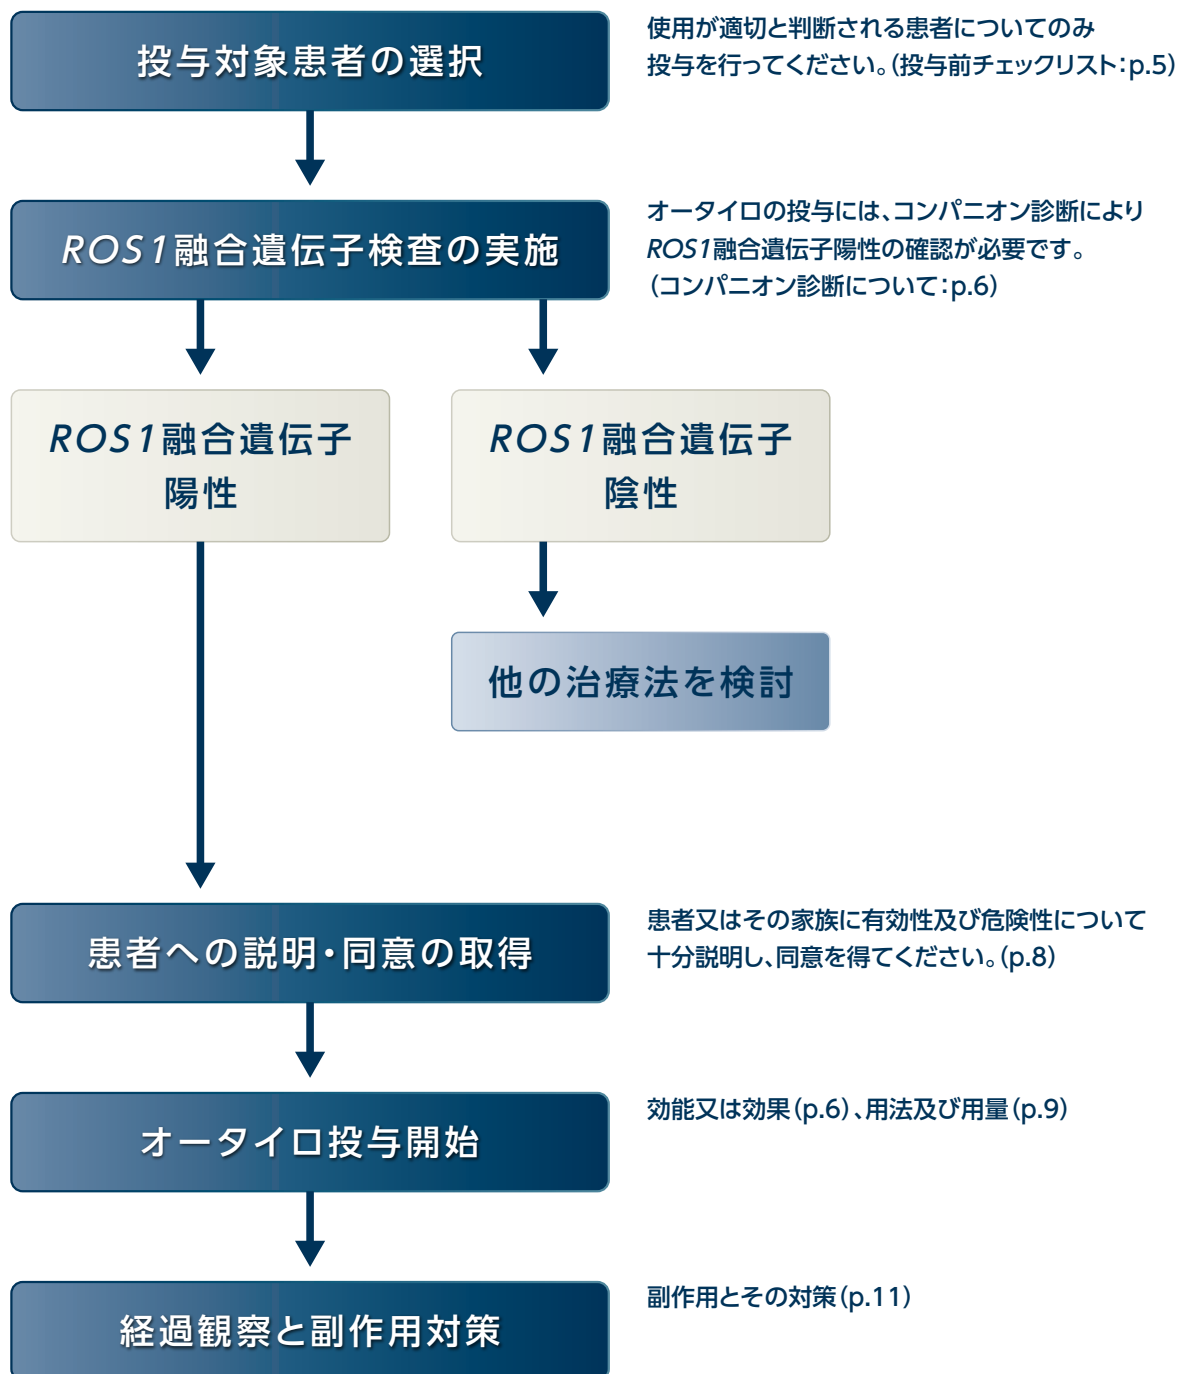 投与対象患者の選択
使用が適切と判断される患者についてのみ
投与を行ってください。(投与前チェックリスト:p.5)
ROS1融合遺伝子検査の実施
オータイロの投与には、コンパニオン診断により
ROS1融合遺伝子陽性の確認が必要です。
(コンパニオン診断について:p.6)
ROS1融合遺伝子
陽性
ROS1融合遺伝子
陰性
他の治療法を検討
患者への説明・同意の取得
患者又はその家族に有効性及び危険性について
十分説明し、同意を得てください。(p.8)
オータイロ投与開始
効能又は効果(p.6)、用法及び用量(p.9)
経過観察と副作用対策
副作用とその対策(p.11)